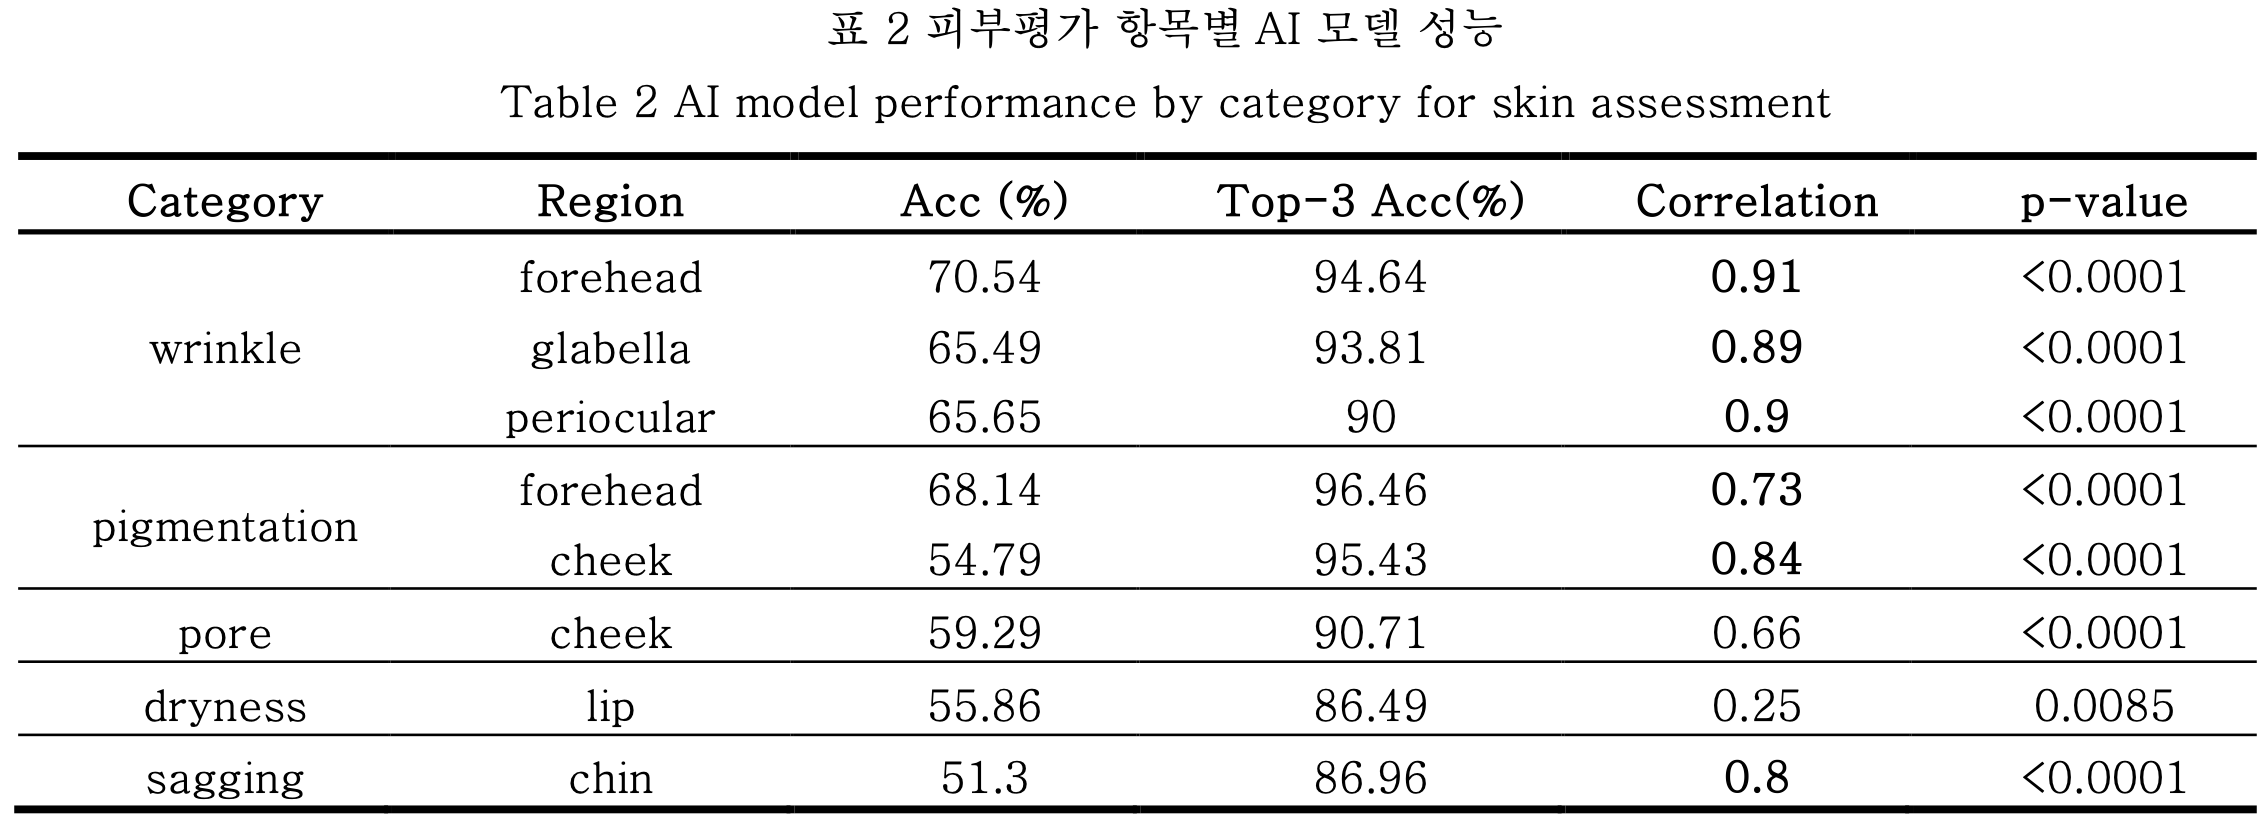 표 2 피부평가 항목별 AI 모델 성능
Table 2 AI model performance by category for skin assessment
Category Region Acc (%) Top-3 Acc(%) Correlation p-value
forehead 70.54 94.64 0.91 <0.0001
wrinkle glabella 65.49 93.81 0.89 <0.0001
periocular 65.65 90 0.9 <0.0001
pigmentation
forehead 68.14 96.46 0.73 <0.0001
cheek 54.79 95.43 0.84 <0.0001
pore cheek 59.29 90.71 0.66 <0.0001
dryness lip 55.86 86.49 0.25 0.0085
sagging chin 51.3 86.96 0.8 <0.0001